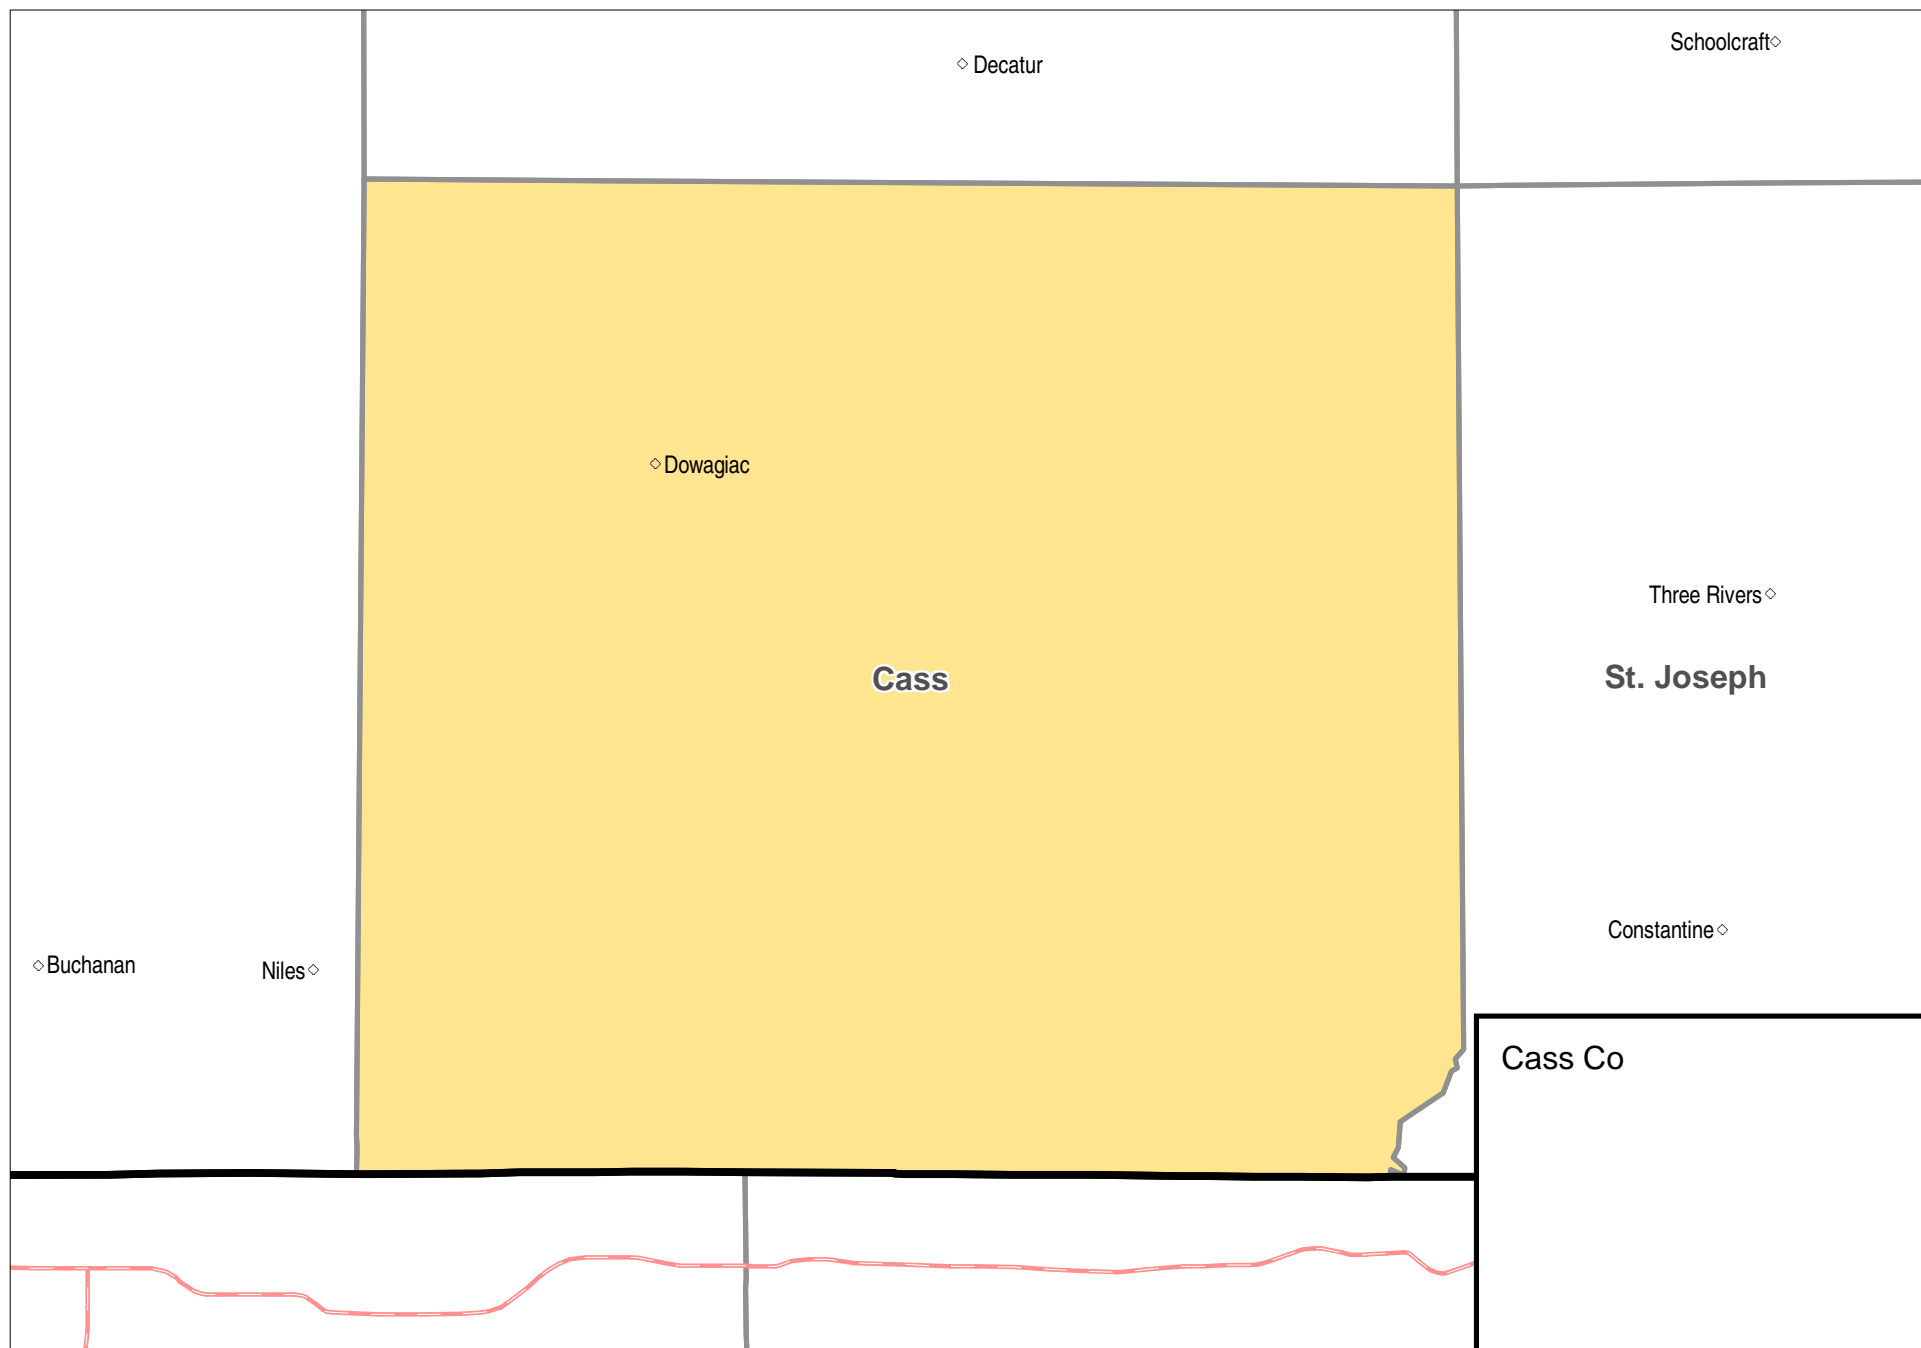 Schoolcraft
Decatur
Dowagiac
Three Rivers
Cass
St. Joseph
Constantine
Buchanan
Niles
Cass Co